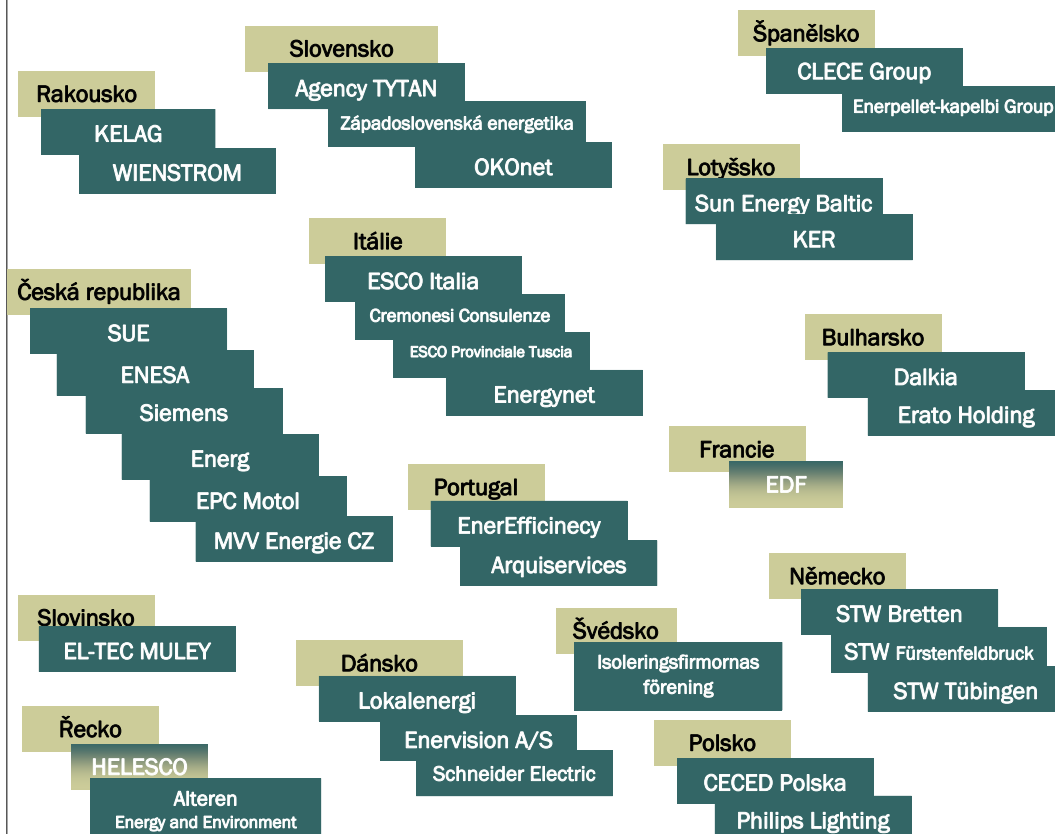 Slovensko
Agency TYTAN
Západoslovenská energetika
OKOnet
Španělsko
CLECE Group
Enerpellet-kapelbi Group
Rakousko
KELAG
WIENSTROM
Lotyšsko
Sun Energy Baltic
KER
Itálie
ESCO Italia
Cremonesi Consulenze
ESCO Provinciale Tuscia
Energynet
Česká republika
SUE
ENESA
Siemens
Energ
EPC Motol
MVV Energie CZ
Bulharsko
Dalkia
Erato Holding
Francie
EDF
Portugal
EnerEfficinecy
Arquiservices
Německo
STW Bretten
STW Fürstenfeldbruck
STW Tübingen
Slovinsko
EL-TEC MULEY
Švédsko
Isoleringsfirmornas
förening
Dánsko
Lokalenergi
Enervision A/S
Schneider Electric
Řecko
HELESCO
Alteren
Energy and Environment
Polsko
CECED Polska
Philips Lighting